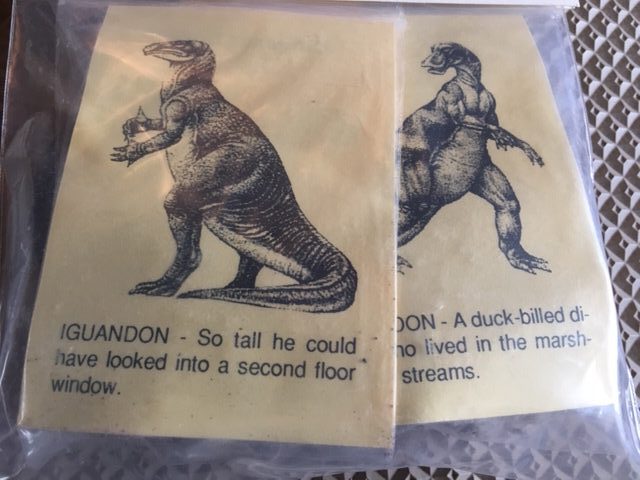 IGUANDON - So tall he could
have looked into a second floor
window.
DON - A duck-billed di-
no lived in the marsh-
streams.